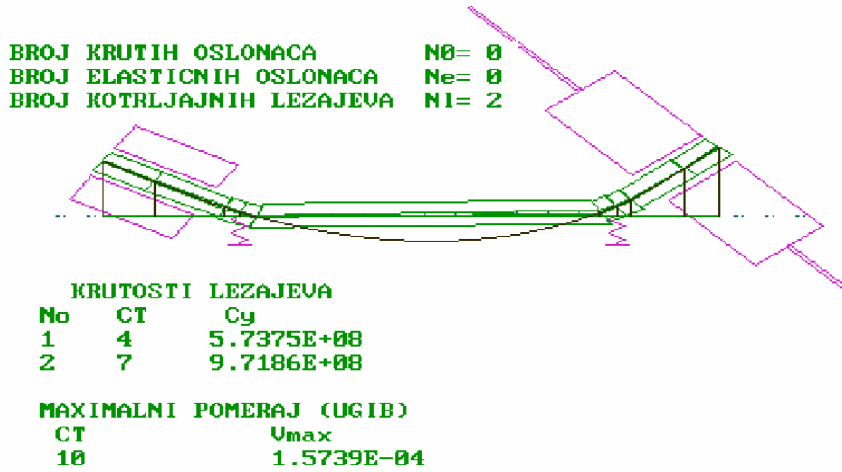 BROJ KRUTIH OSLONACA N0= 0
BROJ ELASTICNIH OSLONACA Ne= 0
BROJ KOTRLJAJNIH LEZAJEVA Nl= 2
KRUTOSTI LEZAJEVA
No CT Cy
1 4 5.7375E+08
2 7 9.7186E+08
MAXIMALNI POMERAJ (UGIB)
CT Vmax
10 1.5739E-04